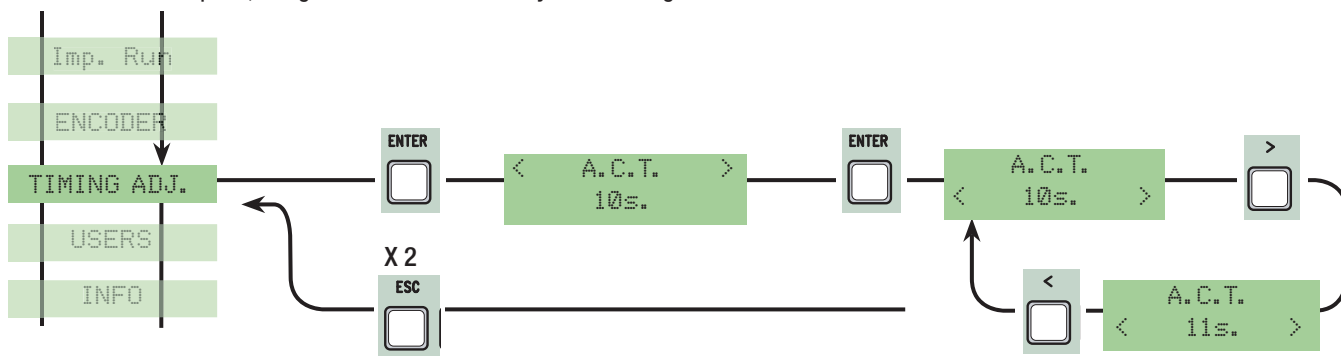 Imp. Run
ENCODER
TIMING ADJ.
USERS
INFO
ENTER
< A.C.T. >
10s.
ENTER
A.C.T.
< 10s. >
>
X 2
ESC
<
A.C.T.
< 11s. >